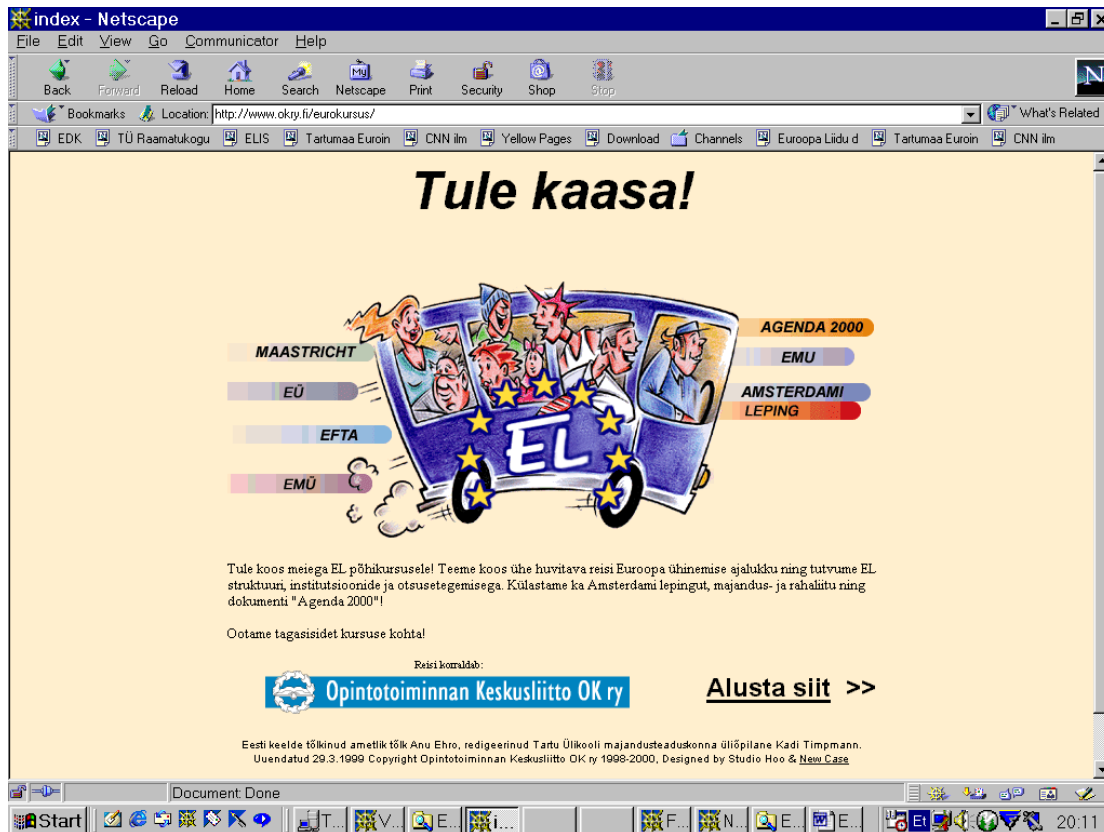 index - Netscape
File Edit View Go Communicator Help
Back Forward Reload Home Search Netscape Print Security Shop Stop
Bookmarks Location: http://www.okry.fi/eurokursus/ What's Related
EDK TÜ Raamatukogu ELIS Tartumaa Euroin CNN ilm Yellow Pages Download Channels Euroopa Liidu d Tartumaa Euroin CNN ilm
Tule kaasa!
AGENDA 2000
MAASTRICHT
EMU
EÜ
AMSTERDAMI
LEPING
EFTA
EL
EMÜ
Tule koos meiega EL põhikursusele! Teeme koos ühe huvitava reisi Euroopa ühinemise ajalukku ning tutvume EL
struktuuri, institutsioonide ja otsusetegemisega. Külastame ka Amsterdami lepingut, majandus- ja rahaliitu ning
dokumenti "Agenda 2000"!
Ootame tagasisidet kursuse kohta!
Reisi korraldab:
Opintotoiminnan Keskusliitto OK ry
Alusta siit >>
Eesti keelde tõlkinud ametlik tõlk Anu Ehro, redigeerinud Tartu Ülikooli majandusteaduskonna üliõpilane Kadi Timpmann.
Uuendatud 29.3.1999 Copyright Opintotoiminnan Keskusliitto OK ry 1998-2000, Designed by Studio Hoo & New Case
Document: Done
Start T... V... E... i... F... N... E... E... Et 20:11